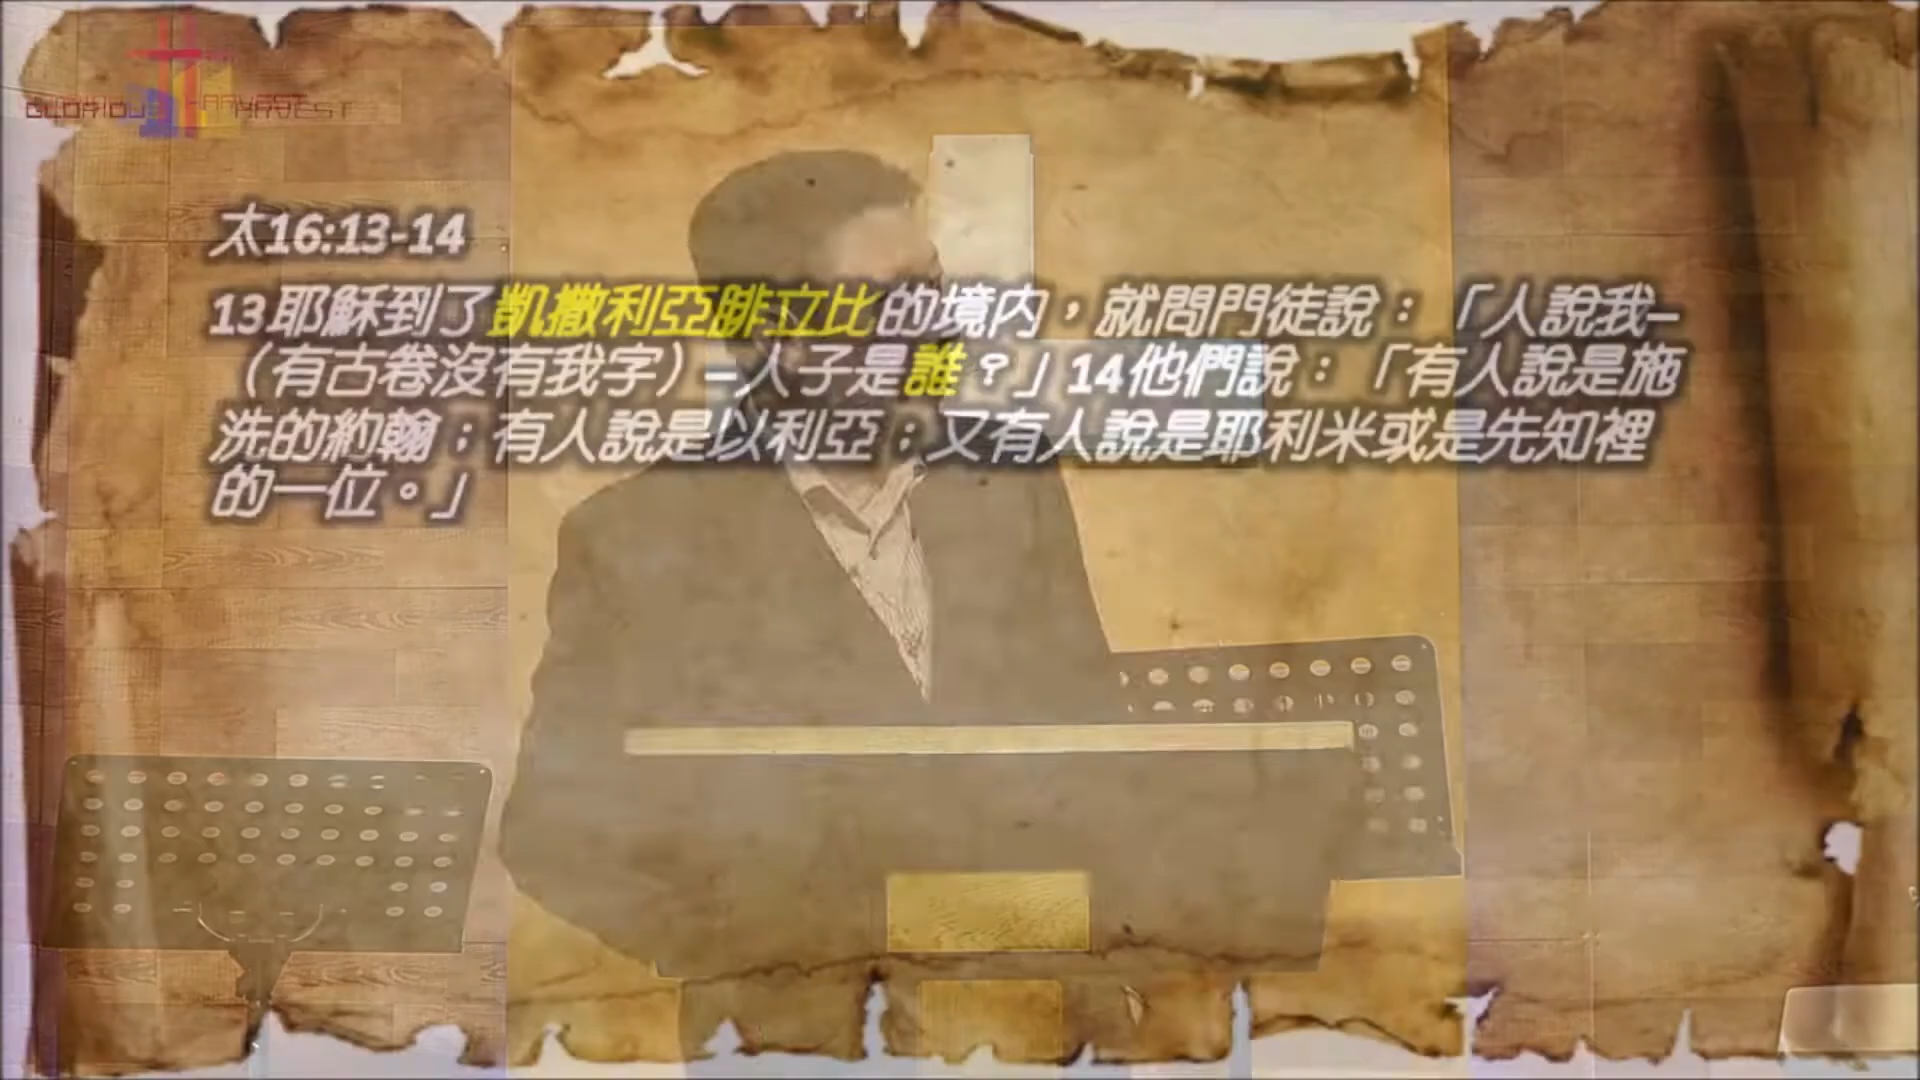 GLORIOUS HARVEST
太16:13-14
13耶穌到了凱撒利亞腓立比的境內，就問門徒說：「人說我–
（有古卷沒有我字）–人子是誰？」14他們說：「有人說是施
洗的約翰；有人說是以利亞；又有人說是耶利米或是先知裡
的一位。」